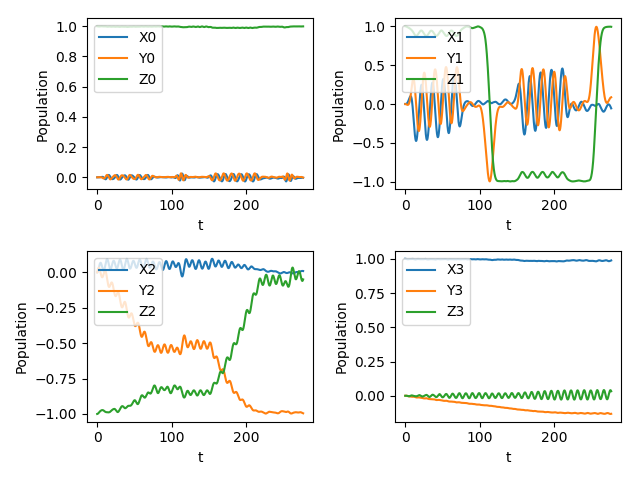 1.0
0.8
0.6
0.4
0.2
0.0
Population
X0
Y0
Z0
0
100
200
t
1.0
0.5
0.0
−0.5
−1.0
Population
X1
Y1
Z1
0
100
200
t
0.00
−0.25
−0.50
−0.75
−1.00
Population
X2
Y2
Z2
0
100
200
t
1.00
0.75
0.50
0.25
0.00
Population
X3
Y3
Z3
0
100
200
t